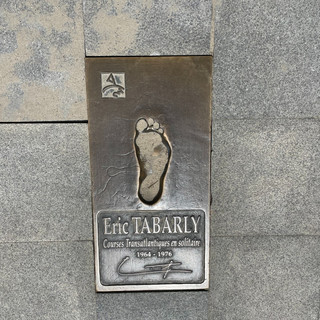 Eric TABARLY
Courses Transatlantiques en solitaire
1964 - 1976